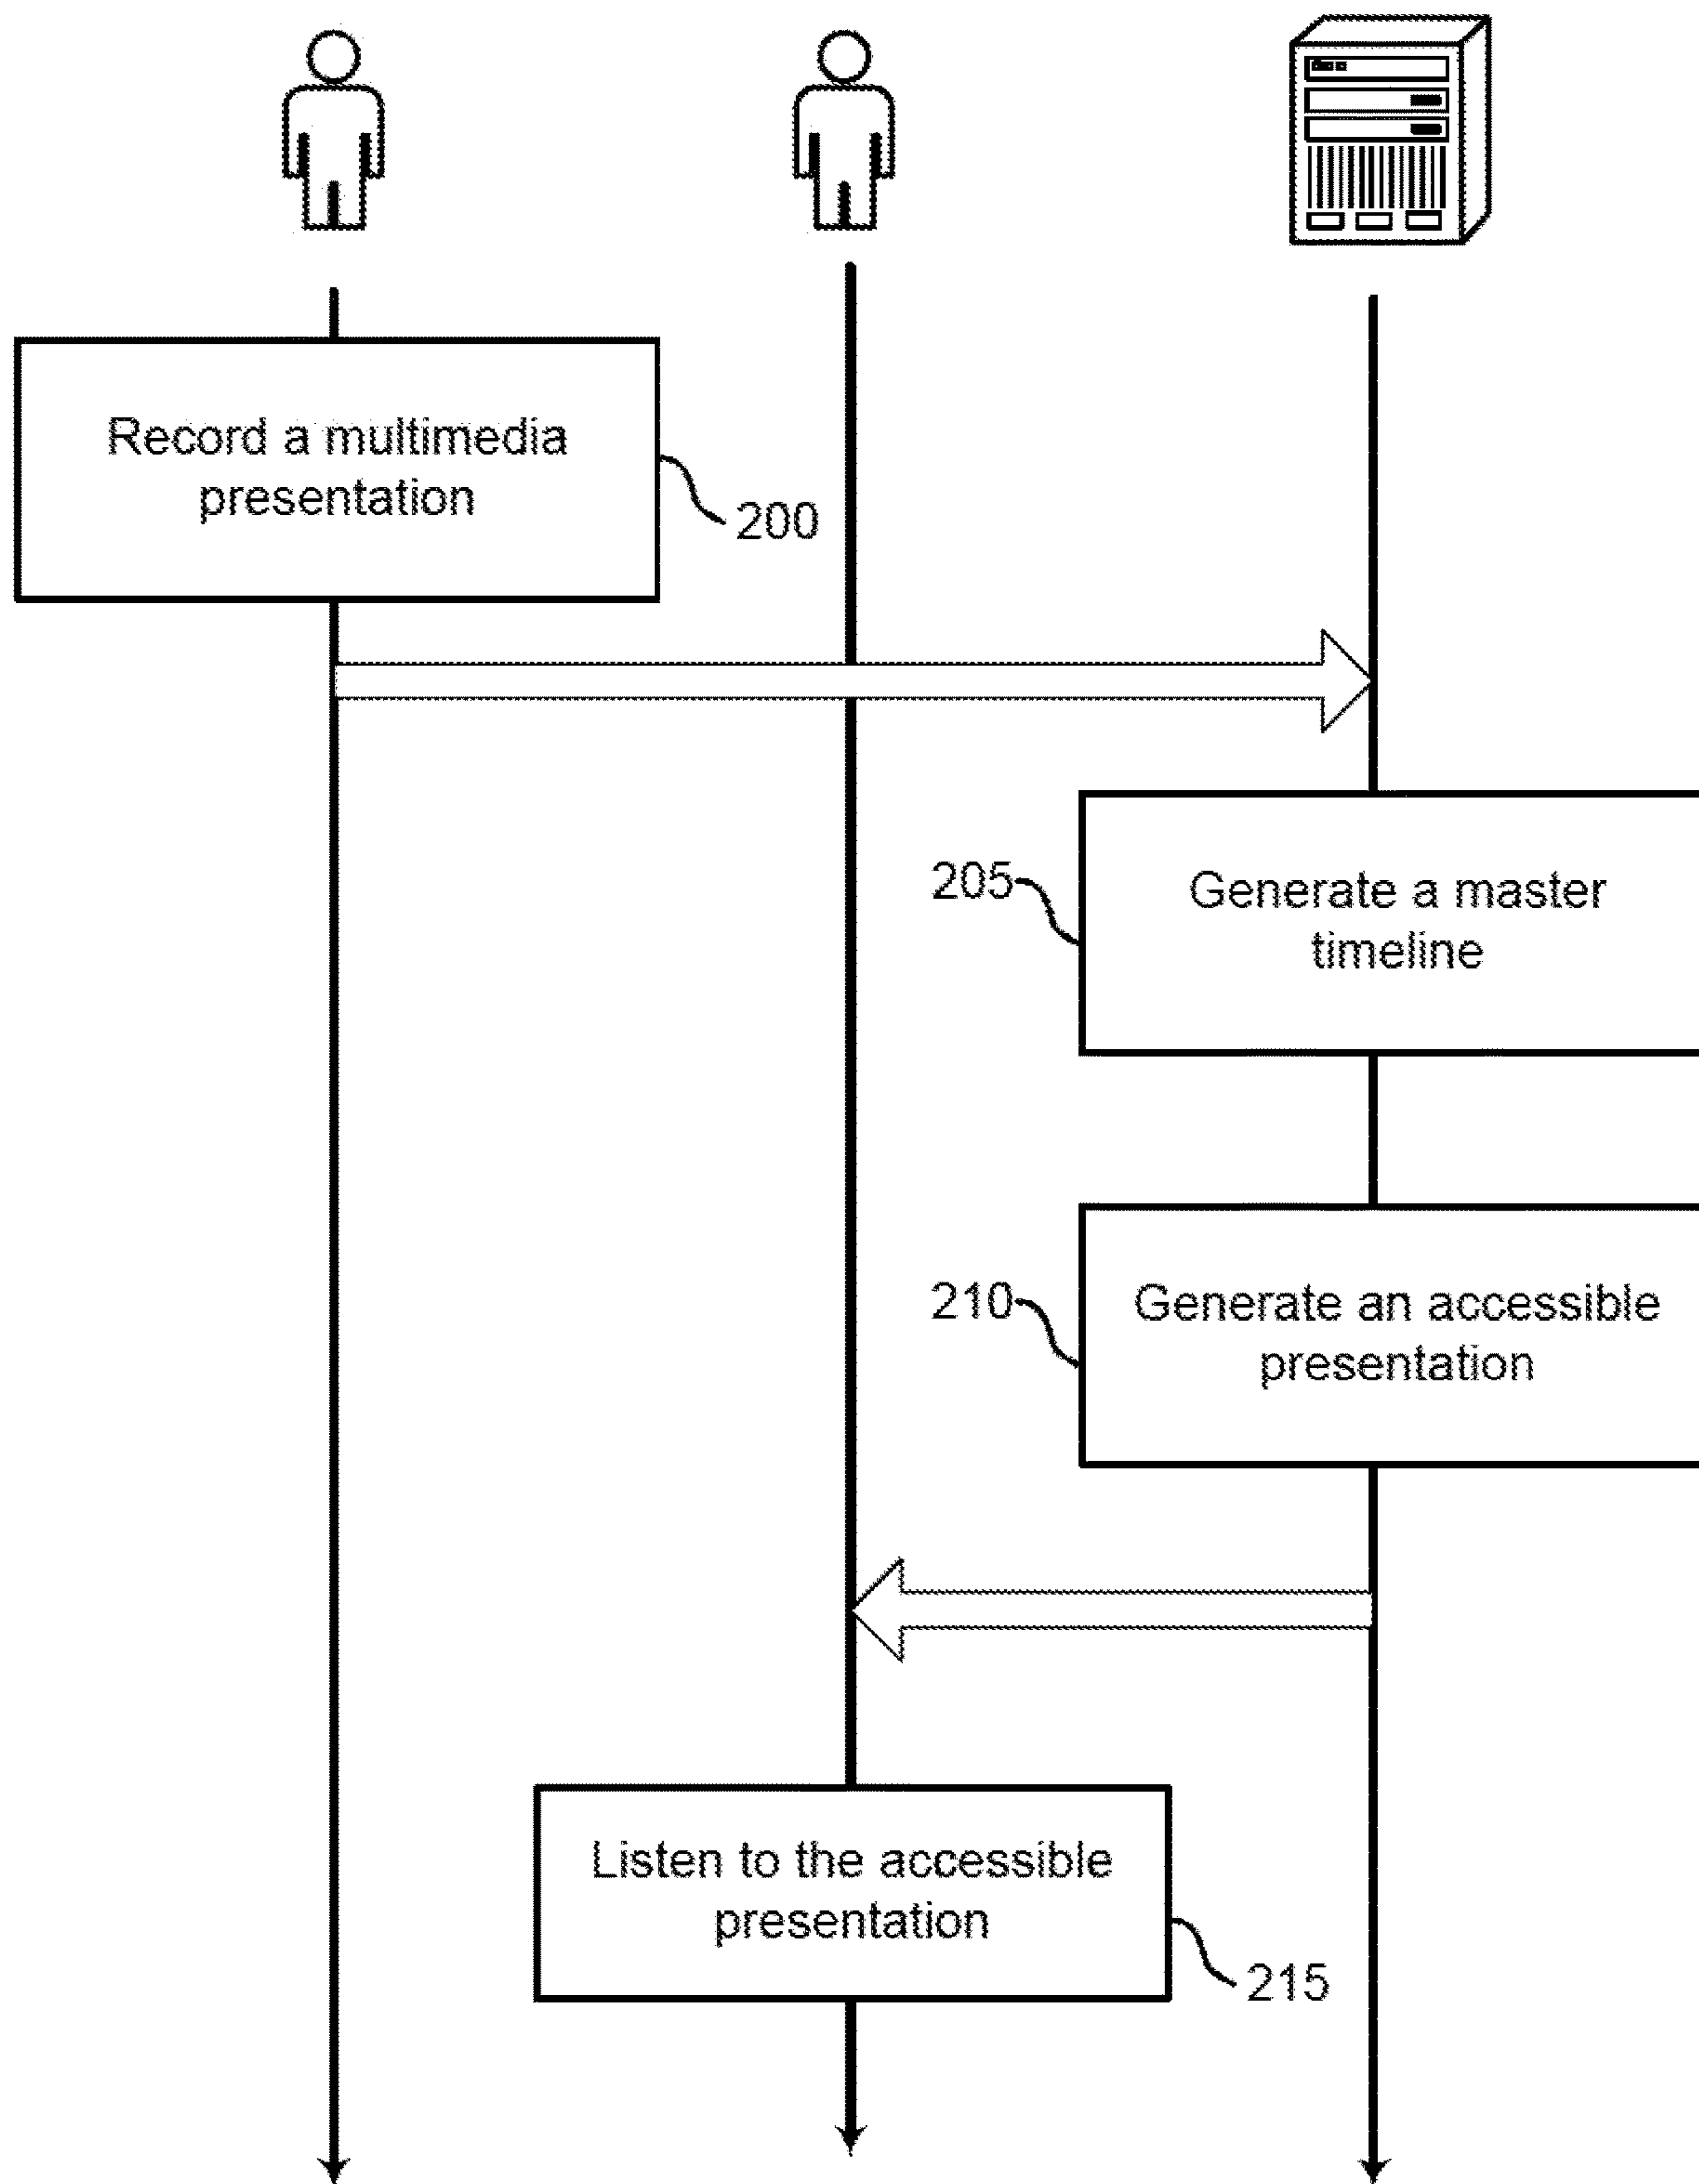 Record a multimedia
presentation
200
205
Generate a master
timeline
210
Generate an accessible
presentation
Listen to the accessible
presentation
215